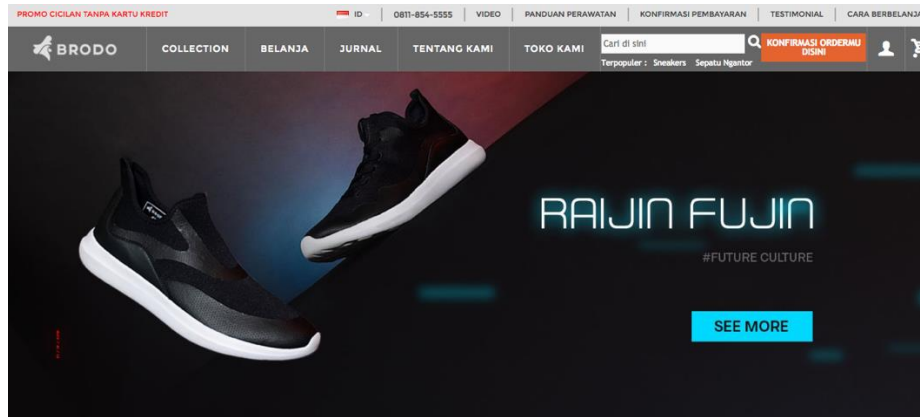 PROMO CICILAN TANPA KARTU KREDIT
ID
0811-854-5555
VIDEO
PANDUAN PERAWATAN
KONFIRMASI PEMBAYARAN
TESTIMONIAL
CARA BERBELANJA
BRODO
COLLECTION
BELANJA
JURNAL
TENTANG KAMI
TOKO KAMI
Cari di sini
KONFIRMASI ORDERMU
DISINI
Terpopuler : Sneakers Sepatu Ngantor
RAIJIN FUJIN
#FUTURE CULTURE
SEE MORE